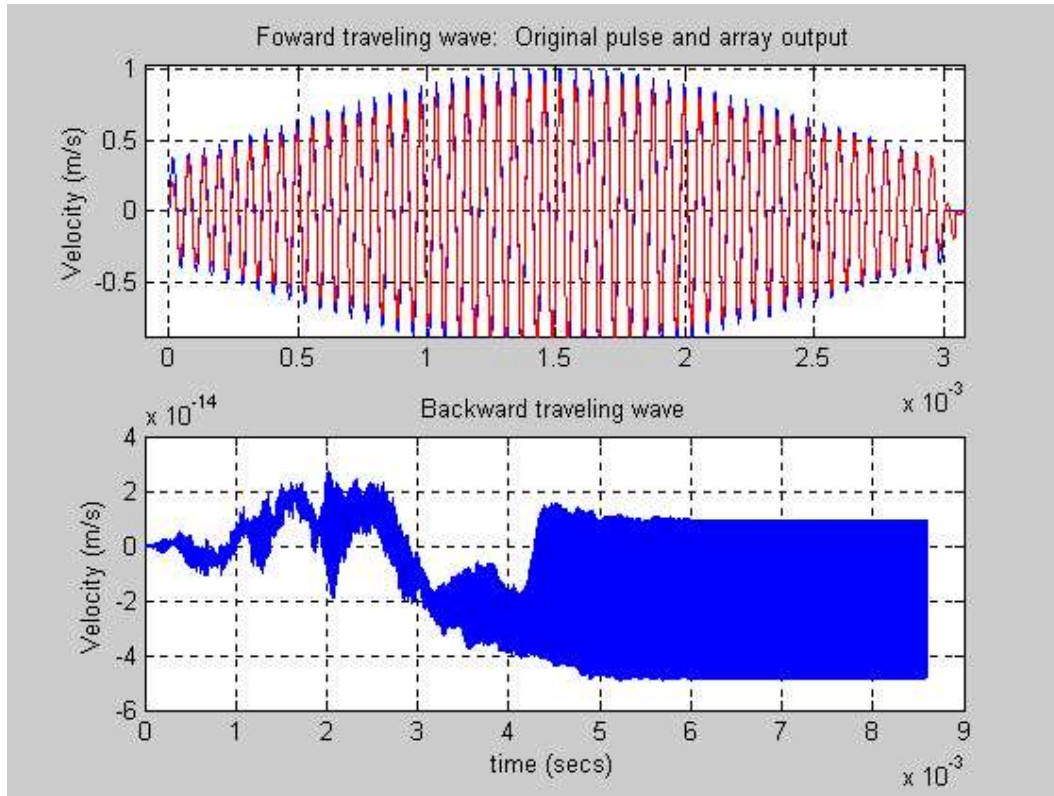 Foward traveling wave: Original pulse and array output
1
0.5
0
-0.5
Velocity (m/s)
0 0.5 1 1.5 2 2.5 3
x 10-3
x 10-14
Backward traveling wave
4
2
0
-2
-4
-6
Velocity (m/s)
0 1 2 3 4 5 6 7 8 9
time (secs)
x 10-3